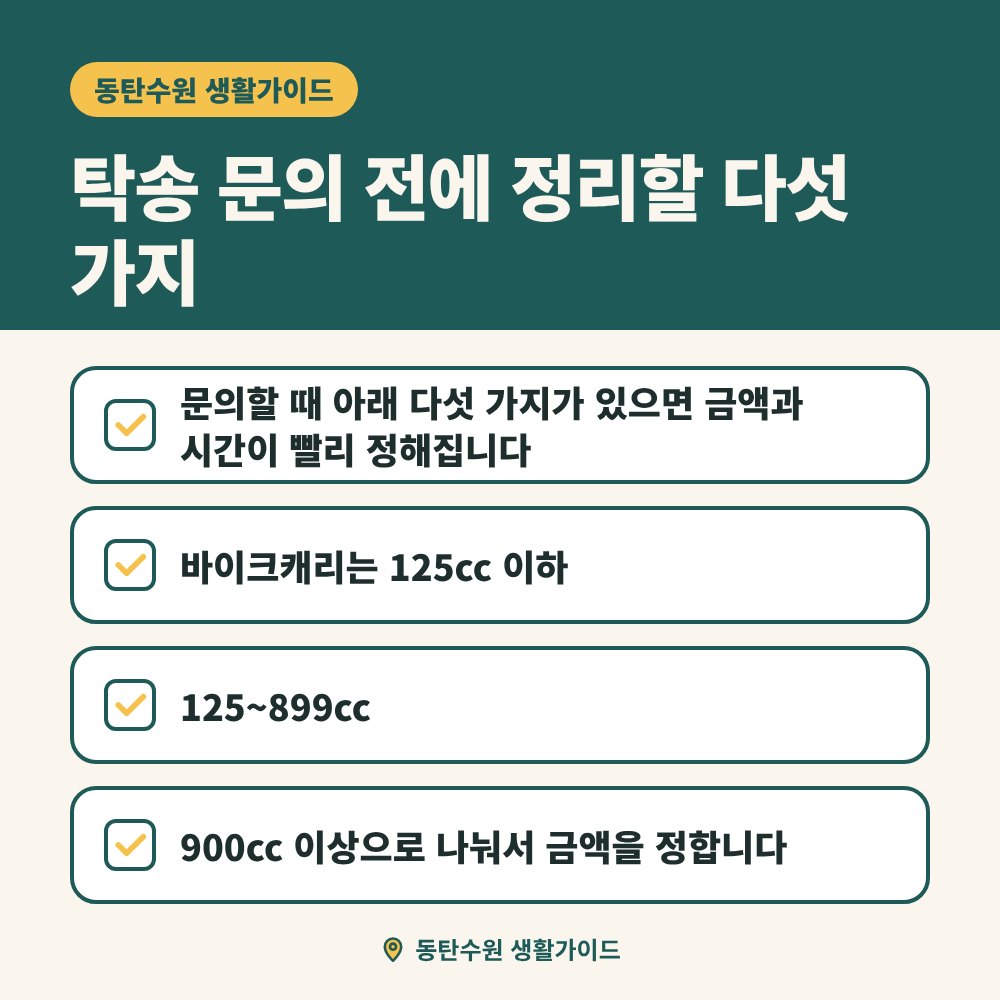 동탄수원 생활가이드
탁송 문의 전에 정리할 다섯
가지
문의할 때 아래 다섯 가지가 있으면 금액과
시간이 빨리 정해집니다
바이크캐리는 125cc 이하
125~899cc
900cc 이상으로 나눠서 금액을 정합니다
동탄수원 생활가이드